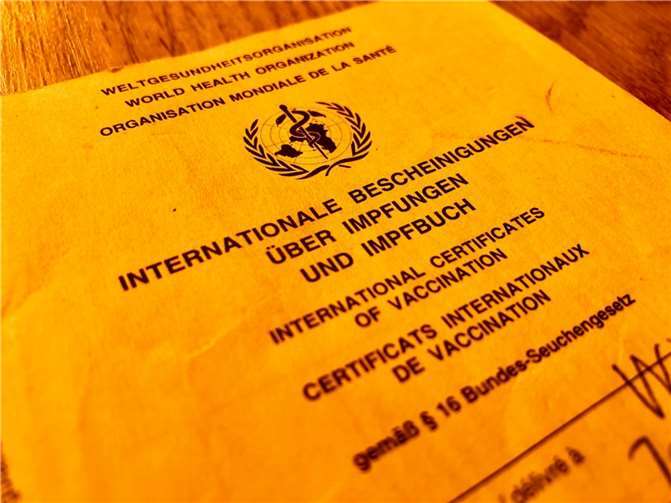 WELTGESUNDHEITSORGANISATION
WORLD HEALTH ORGANIZATION
ORGANISATION MONDIALE DE LA SANTÉ
INTERNATIONALE BESCHEINIGUNGEN
ÜBER IMPFUNGEN
UND IMPFBUCH
INTERNATIONAL CERTIFICATES
OF VACCINATION
CERTIFICATS INTERNATIONAUX
DE VACCINATION
gemäß § 16 Bundes-Seuchengesetz
délivré à